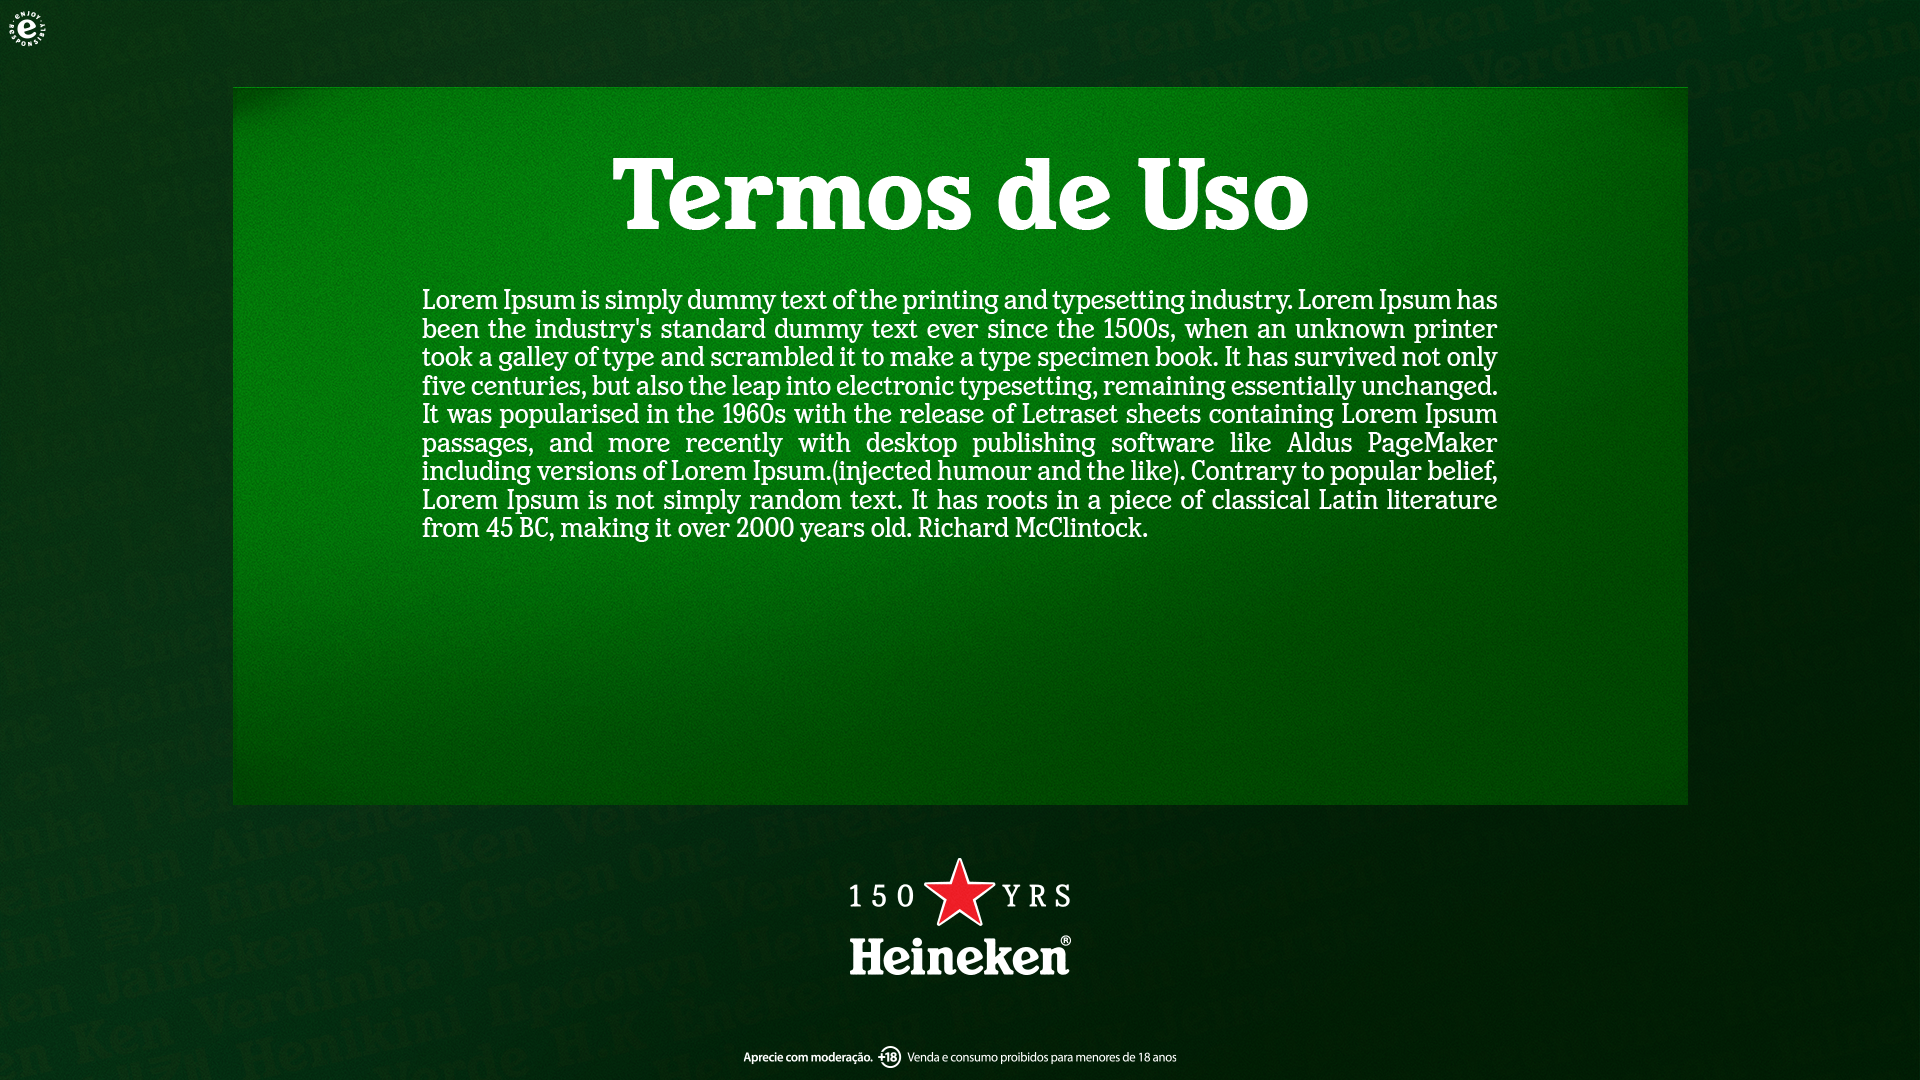 ENJOY RESPONSIBLY
e
Termos de Uso
Lorem Ipsum is simply dummy text of the printing and typesetting industry. Lorem Ipsum has
been the industry's standard dummy text ever since the 1500s, when an unknown printer
took a galley of type and scrambled it to make a type specimen book. It has survived not only
five centuries, but also the leap into electronic typesetting, remaining essentially unchanged.
It was popularised in the 1960s with the release of Letraset sheets containing Lorem Ipsum
passages, and more recently with desktop publishing software like Aldus PageMaker
including versions of Lorem Ipsum.(injected humour and the like). Contrary to popular belief,
Lorem Ipsum is not simply random text. It has roots in a piece of classical Latin literature
from 45 BC, making it over 2000 years old. Richard McClintock.
150 YRS
Heineken®
Aprecie com moderação. +18 Venda e consumo proibidos para menores de 18 anos